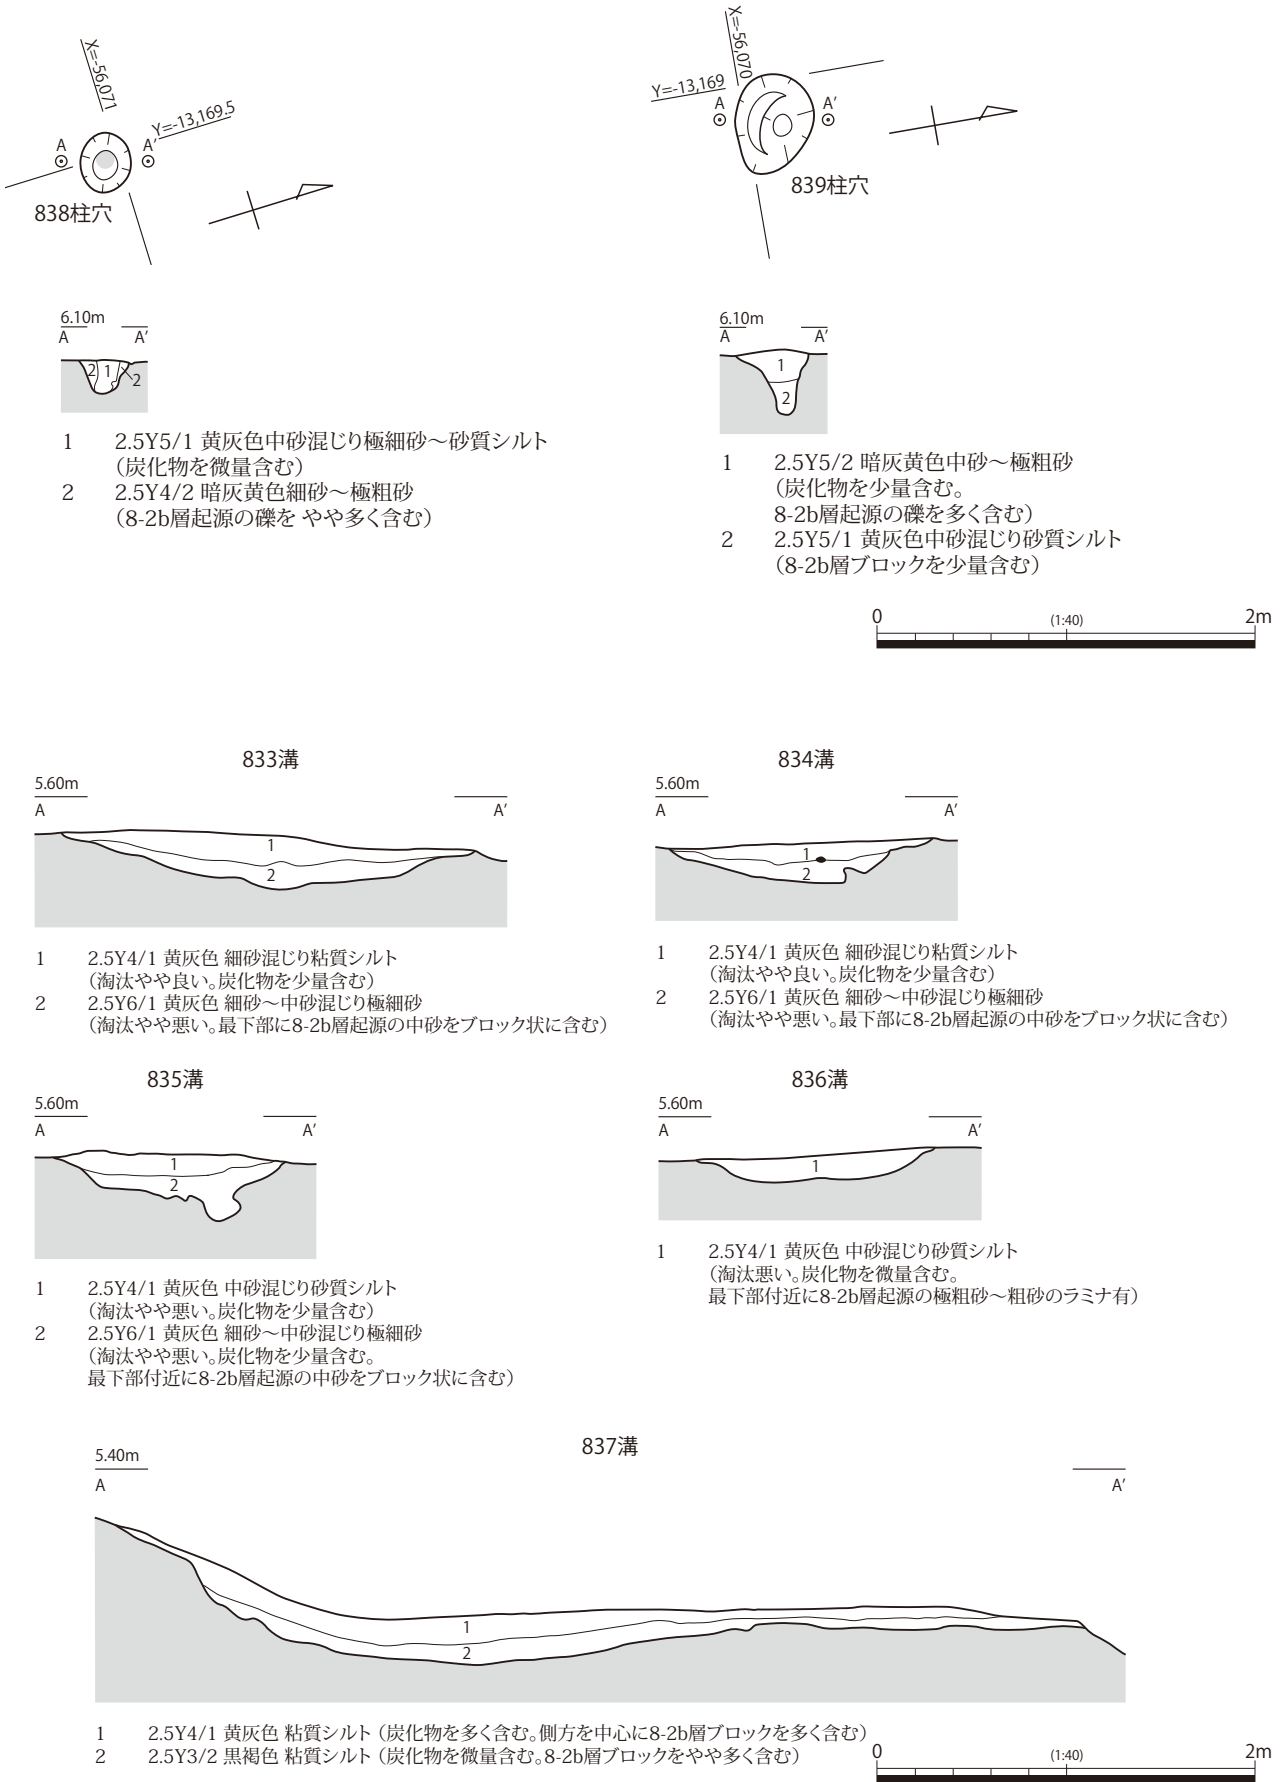 X=-56,071
Y=-13,169.5
A
A’
838柱穴
6.10m
A
A’
2
1
2
1 2.5Y5/1 黄灰色中砂混じり極細砂～砂質シルト
（炭化物を微量含む）
2 2.5Y4/2 暗灰黄色細砂～極粗砂
（8-2b層起源の礫を やや多く含む）
X=-56,070
Y=-13,169
A
A’
839柱穴
6.10m
A
A’
1
2
1 2.5Y5/2 暗灰黄色中砂～極粗砂
（炭化物を少量含む。
8-2b層起源の礫を多く含む）
2 2.5Y5/1 黄灰色中砂混じり砂質シルト
（8-2b層ブロックを少量含む）
0 (1:40) 2m
833溝
5.60m
A
A’
1
2
1 2.5Y4/1 黄灰色 細砂混じり粘質シルト
（淘汰やや良い。炭化物を少量含む）
2 2.5Y6/1 黄灰色 細砂～中砂混じり極細砂
（淘汰やや悪い。最下部に8-2b層起源の中砂をブロック状に含む）
834溝
5.60m
A
A’
1
2
1 2.5Y4/1 黄灰色 細砂混じり粘質シルト
（淘汰やや良い。炭化物を少量含む）
2 2.5Y6/1 黄灰色 細砂～中砂混じり極細砂
（淘汰やや悪い。最下部に8-2b層起源の中砂をブロック状に含む）
835溝
5.60m
A
A’
1
2
1 2.5Y4/1 黄灰色 中砂混じり砂質シルト
（淘汰やや悪い。炭化物を少量含む）
2 2.5Y6/1 黄灰色 細砂～中砂混じり極細砂
（淘汰やや悪い。炭化物を少量含む。
最下部付近に8-2b層起源の中砂をブロック状に含む）
836溝
5.60m
A
A’
1
1 2.5Y4/1 黄灰色 中砂混じり砂質シルト
（淘汰悪い。炭化物を微量含む。
最下部付近に8-2b層起源の極粗砂～粗砂のラミナ有）
837溝
5.40m
A
A’
1
2
1 2.5Y4/1 黄灰色 粘質シルト （炭化物を多く含む。側方を中心に8-2b層ブロックを多く含む）
2 2.5Y3/2 黒褐色 粘質シルト （炭化物を微量含む。8-2b層ブロックをやや多く含む）
0 (1:40) 2m